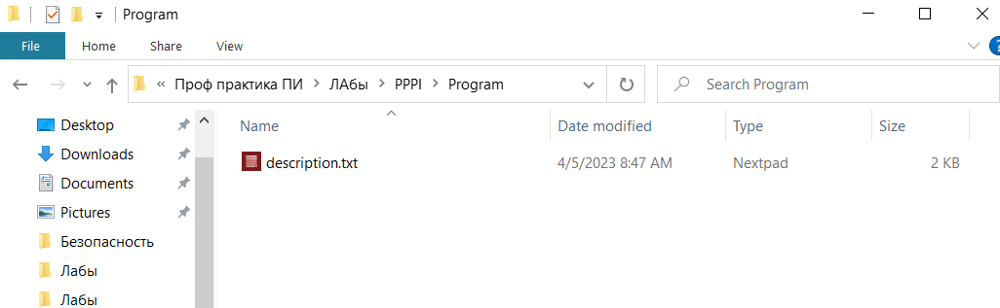 Program
File Home Share View
« Проф практика ПИ > ЛАбы > PPPI > Program Search Program
Name Date modified Type Size
description.txt 4/5/2023 8:47 AM Nextpad 2 KB
Desktop
Downloads
Documents
Pictures
Безопасность
Лабы
Лабы